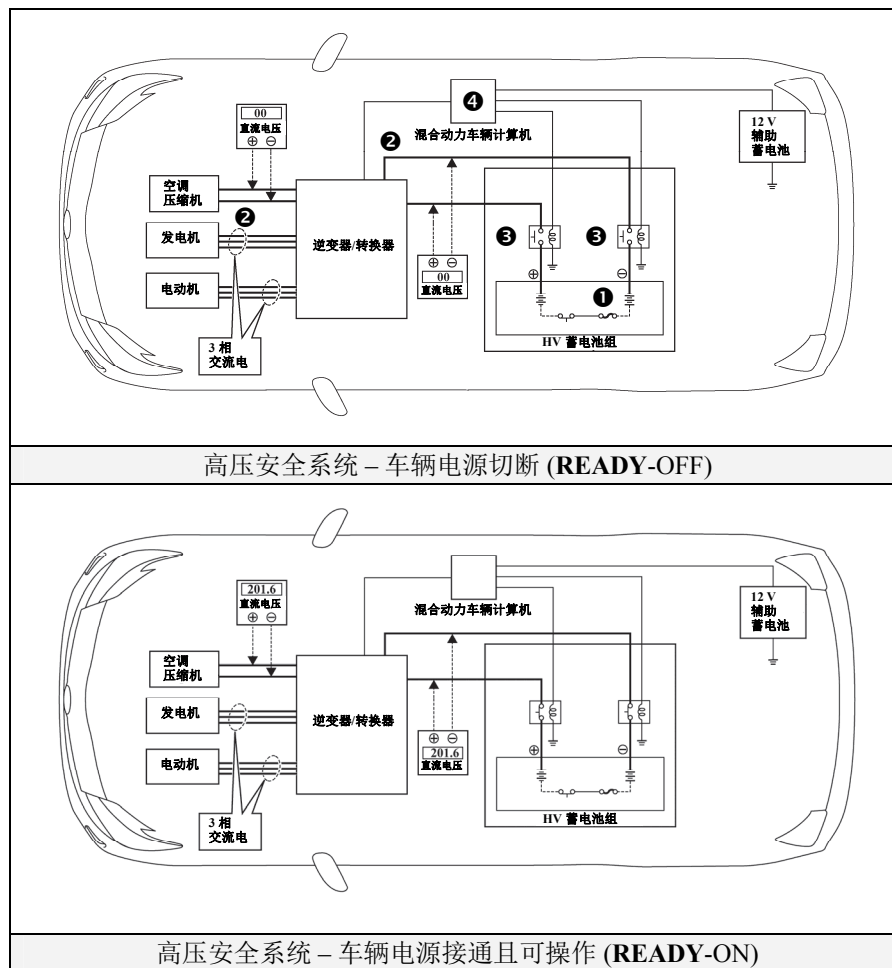 00
直流电压
⊕ ⊖
❹
混合动力车辆计算机
12 V
辅助
蓄电池
❷
空调
压缩机
❷
发电机
逆变器/转换器
❸
❸
⊕ ⊖
00
直流电压
⊕
⊖
电动机
❶
3 相
交流电
HV 蓄电池组
高压安全系统 – 车辆电源切断 (READY-OFF)
201.6
直流电压
⊕ ⊖
混合动力车辆计算机
12 V
辅助
蓄电池
空调
压缩机
发电机
逆变器/转换器
⊕ ⊖
201.6
直流电压
⊕
⊖
电动机
3 相
交流电
HV 蓄电池组
高压安全系统 – 车辆电源接通且可操作 (READY-ON)